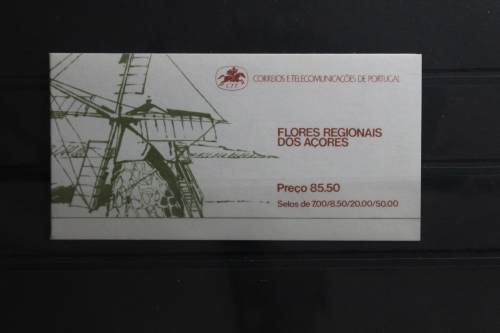 CTT
CORREIOS E TELECOMUNICAÇÕES DE PORTUGAL
FLORES REGIONAIS
DOS AÇORES
Preço 85.50
Selos de 7.00/8.50/20.00/50.00